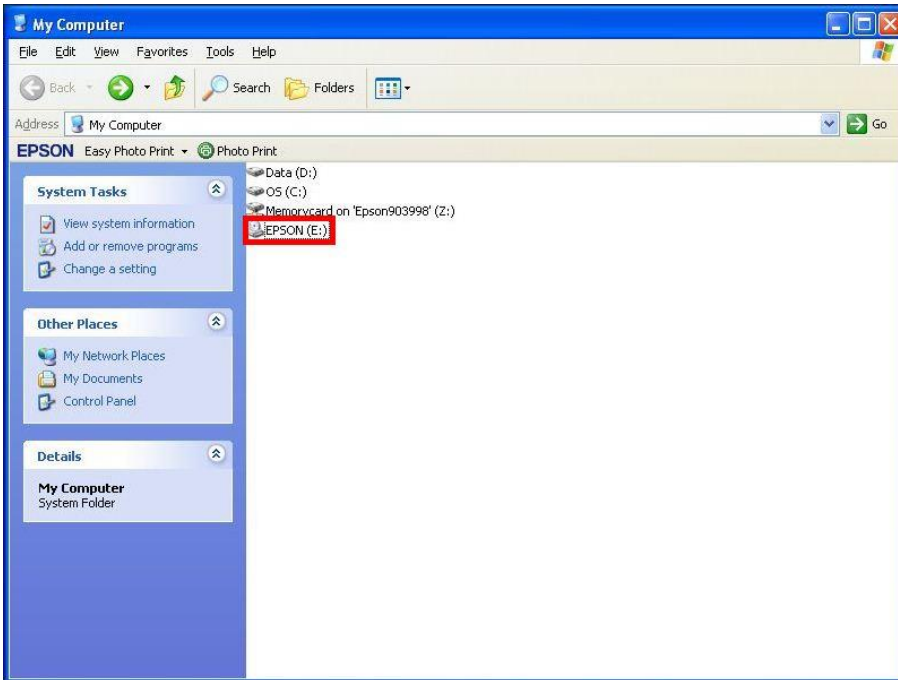 My Computer
File Edit View Favorites Tools Help
Back Search Folders
Address My Computer Go
EPSON Easy Photo Print Photo Print
System Tasks
View system information
Add or remove programs
Change a setting
Other Places
My Network Places
My Documents
Control Panel
Details
My Computer
System Folder
Data (D:)
OS (C:)
Memorycard on 'Epson903998' (Z:)
EPSON (E:)